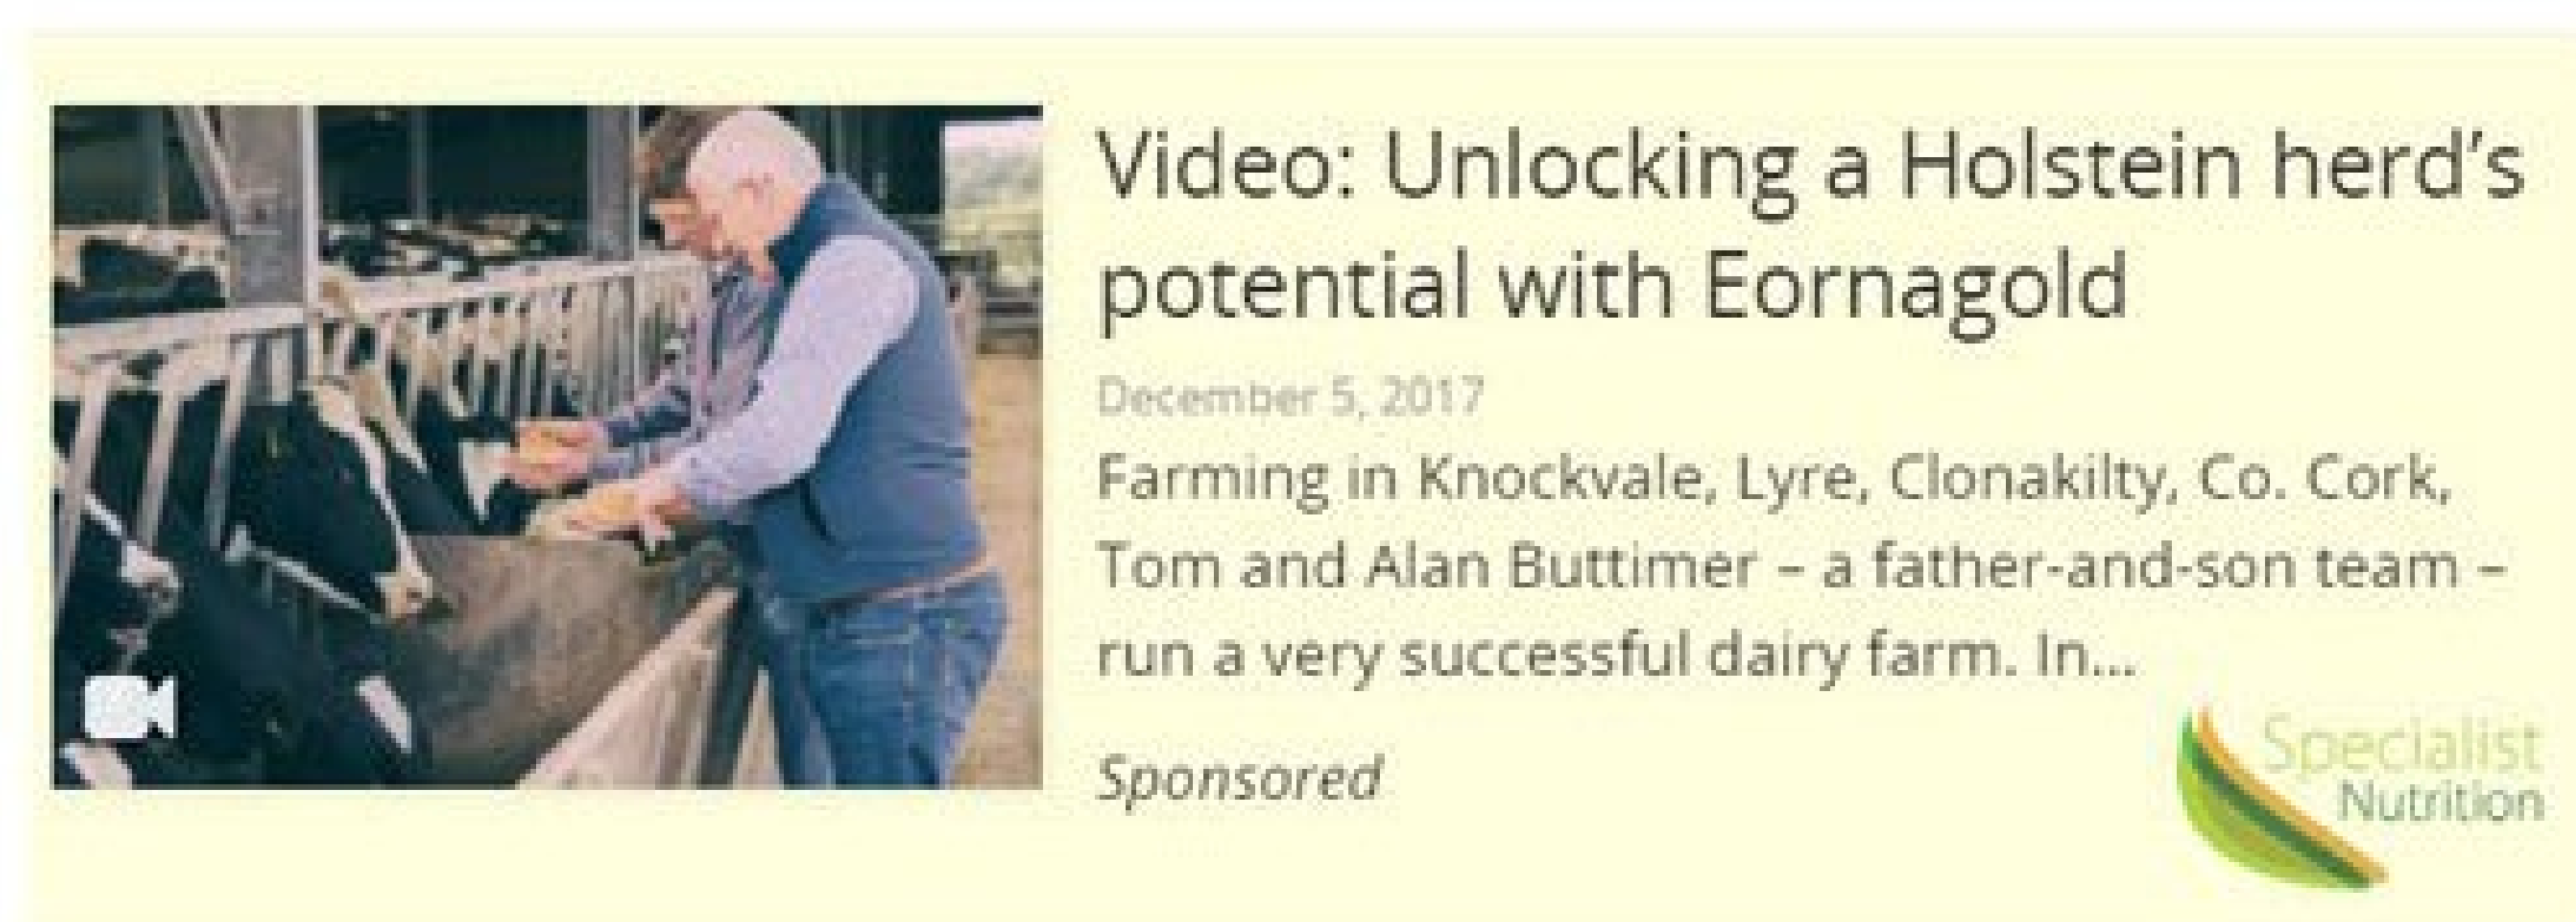 Video: Unlocking a Holstein herd's
potential with Eornagold
December 5, 2017
Farming in Knockvale, Lyre, Clonakilty, Co. Cork,
Tom and Alan Buttimer – a father-and-son team –
run a very successful dairy farm. In...
Sponsored
Specialist
Nutrition